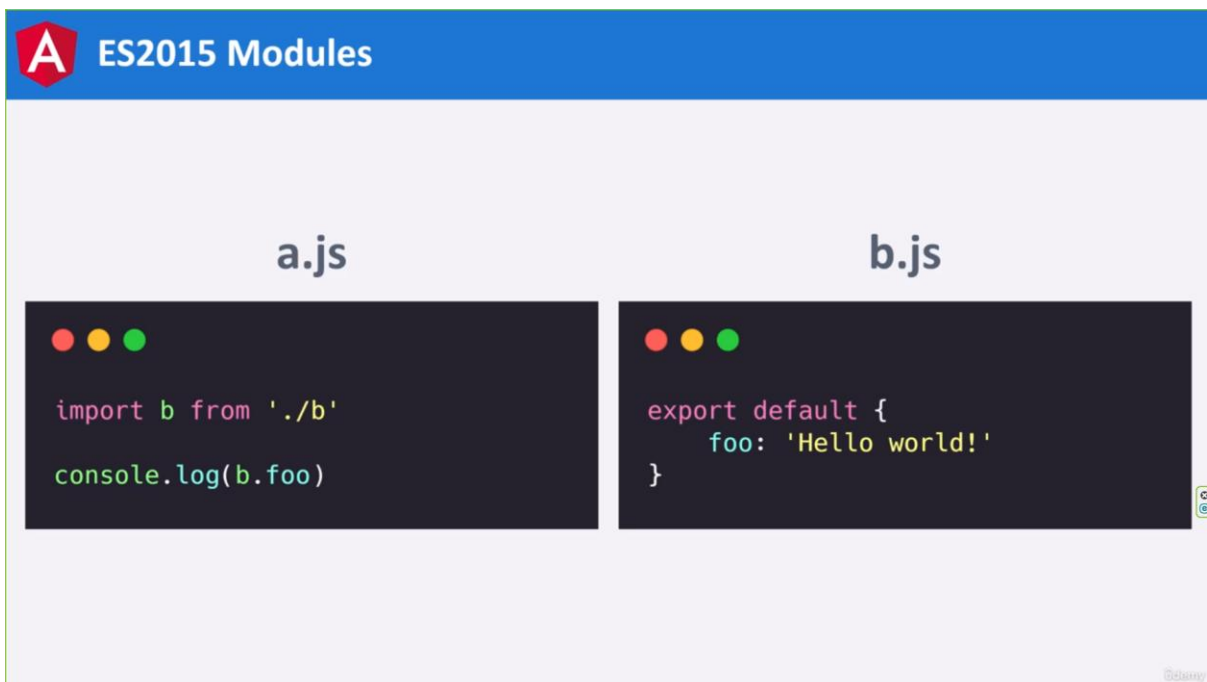 ES2015 Modules
a.js
import b from './b'
console.log(b.foo)
b.js
export default {
    foo: 'Hello world!'
}